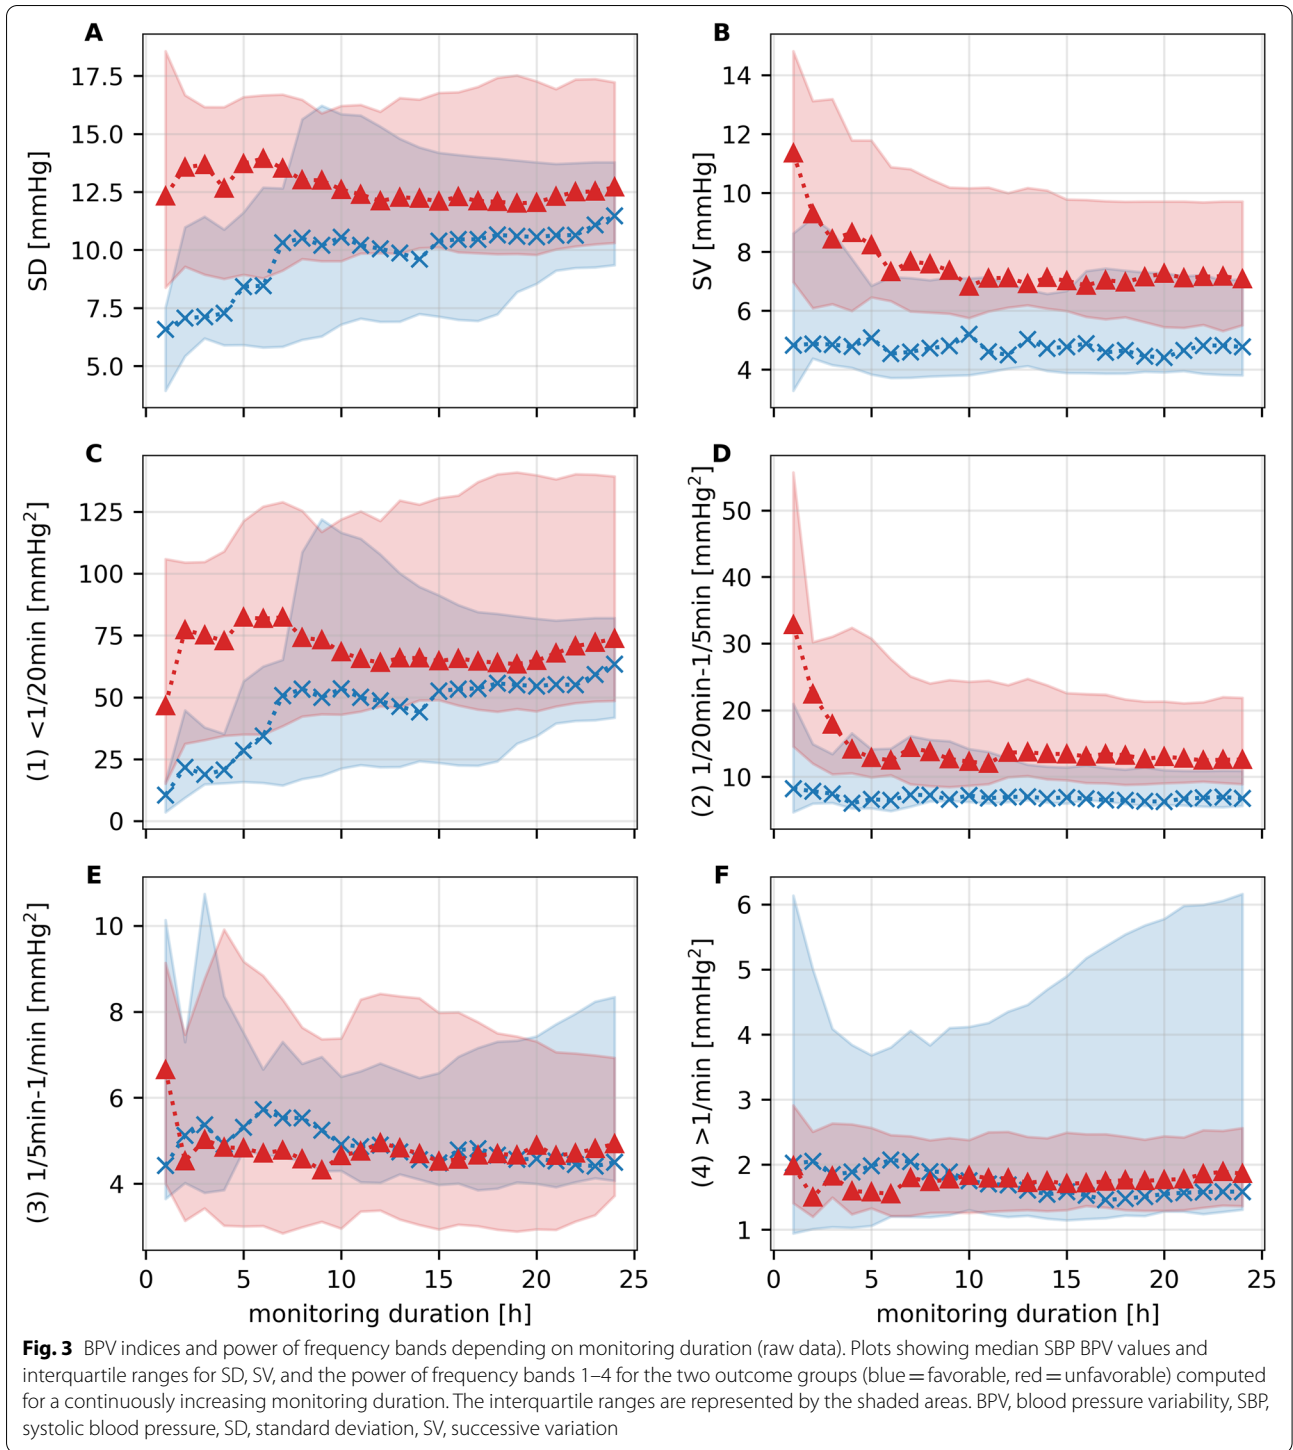 A
17.5
15.0
12.5
10.0
7.5
5.0
SD [mmHg]
B
14
12
10
8
6
4
SV [mmHg]
C
125
100
75
50
25
0
(1) <1/20min [mmHg²]
D
50
40
30
20
10
(2) 1/20min-1/5min [mmHg²]
E
10
8
6
4
(3) 1/5min-1/min [mmHg²]
0 5 10 15 20 25
monitoring duration [h]
F
6
5
4
3
2
1
(4) >1/min [mmHg²]
0 5 10 15 20 25
monitoring duration [h]
Fig. 3 BPV indices and power of frequency bands depending on monitoring duration (raw data). Plots showing median SBP BPV values and
interquartile ranges for SD, SV, and the power of frequency bands 1–4 for the two outcome groups (blue = favorable, red = unfavorable) computed
for a continuously increasing monitoring duration. The interquartile ranges are represented by the shaded areas. BPV, blood pressure variability, SBP,
systolic blood pressure, SD, standard deviation, SV, successive variation